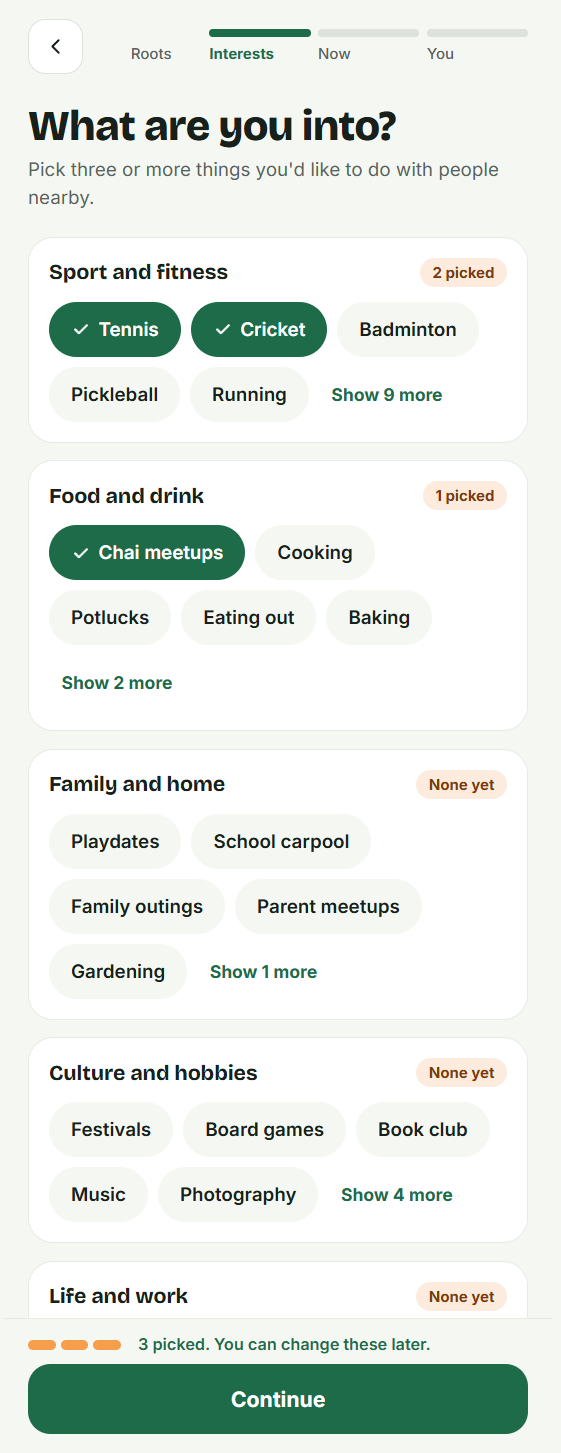 Roots Interests Now You
What are you into?
Pick three or more things you'd like to do with people
nearby.
Sport and fitness 2 picked
Tennis Cricket Badminton
Pickleball Running Show 9 more
Food and drink 1 picked
Chai meetups Cooking
Potlucks Eating out Baking
Show 2 more
Family and home None yet
Playdates School carpool
Family outings Parent meetups
Gardening Show 1 more
Culture and hobbies None yet
Festivals Board games Book club
Music Photography Show 4 more
Life and work None yet
3 picked. You can change these later.
Continue